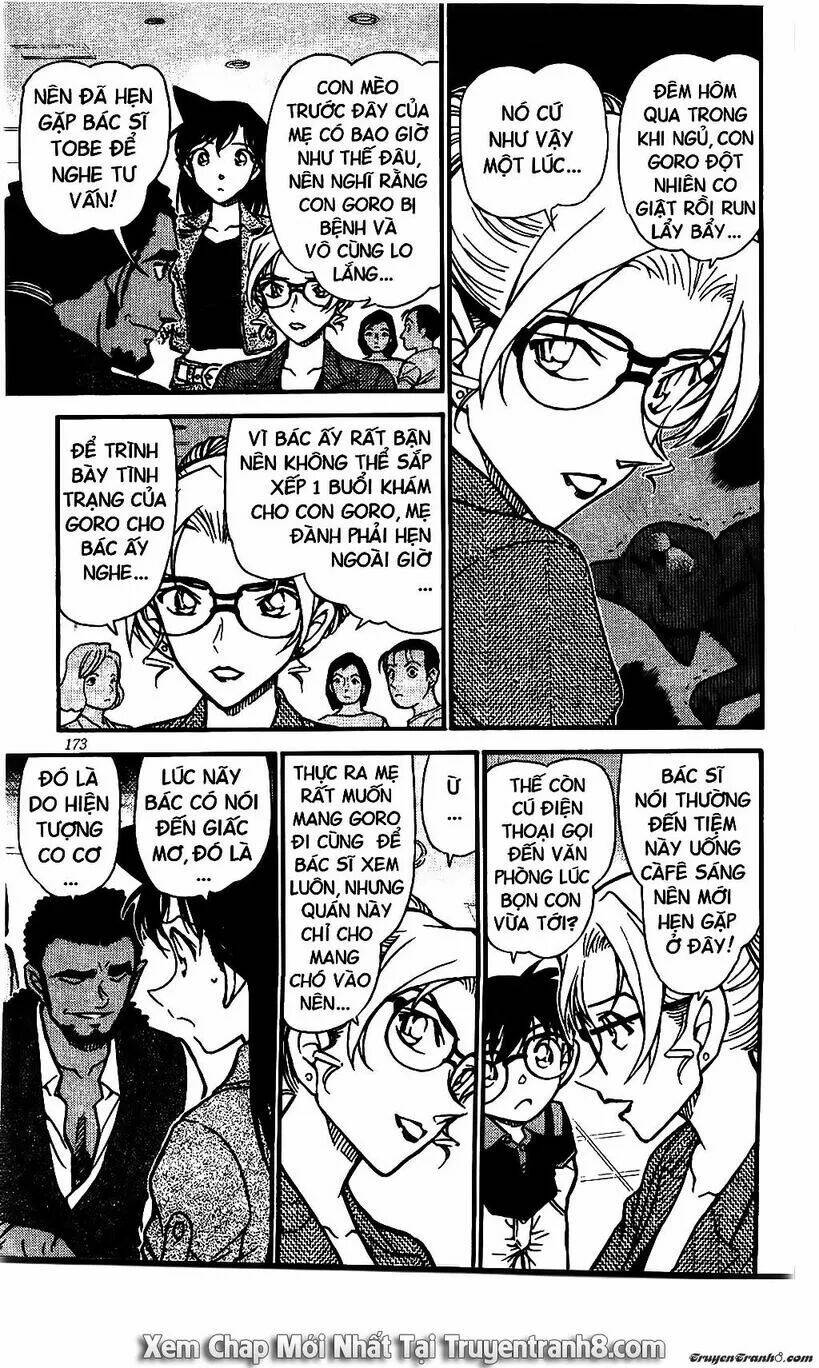 ĐÊM HÔM
QUA TRONG
KHI NGỦ, CON
GORO ĐỘT
NHIÊN CO
GIẬT RỒI RUN
LẨY BẨY...
NÓ CỨ
NHƯ VẬY
MỘT LÚC...
CON MÈO
TRƯỚC ĐÂY CỦA
MẸ CÓ BAO GIỜ
NHƯ THẾ ĐÂU,
NÊN NGHĨ RẰNG
CON GORO BỊ
BỆNH VÀ
VÔ CÙNG LO
LẮNG...
NÊN ĐÃ HẸN
GẶP BÁC SĨ
TOBE ĐỂ
NGHE TƯ
VẤN!
VÌ BÁC ẤY RẤT BẬN
NÊN KHÔNG THỂ SẮP
XẾP 1 BUỔI KHÁM
CHO CON GORO, MẸ
ĐÀNH PHẢI HẸN
NGOÀI GIỜ
...
ĐỂ TRÌNH
BÀY TÌNH
TRẠNG CỦA
GORO CHO
BÁC ẤY
NGHE...
173
BÁC SĨ
NÓI THƯỜNG
ĐẾN TIỆM
NÀY UỐNG
CÀFÊ SÁNG
NÊN MỚI
HẸN GẶP
Ở ĐÂY!
THẾ CÒN
CÚ ĐIỆN
THOẠI GỌI
ĐẾN VĂN
PHÒNG LÚC
BỌN CON
VỪA TỚI?
Ừ
...
THỰC RA MẸ
RẤT MUỐN
MANG GORO
ĐI CÙNG ĐỂ
BÁC SĨ XEM
LUÔN, NHƯNG
QUÁN NÀY
CHỈ CHO
MANG
CHÓ VÀO
NÊN...
LÚC NÃY
BÁC CÓ NÓI
ĐẾN GIẤC
MƠ, ĐÓ LÀ
...
ĐÓ LÀ
DO HIỆN
TƯỢNG
CO CƠ
...
Xem Chap Mới Nhất Tại Truyentranh8.com
TruyenTranh8.com